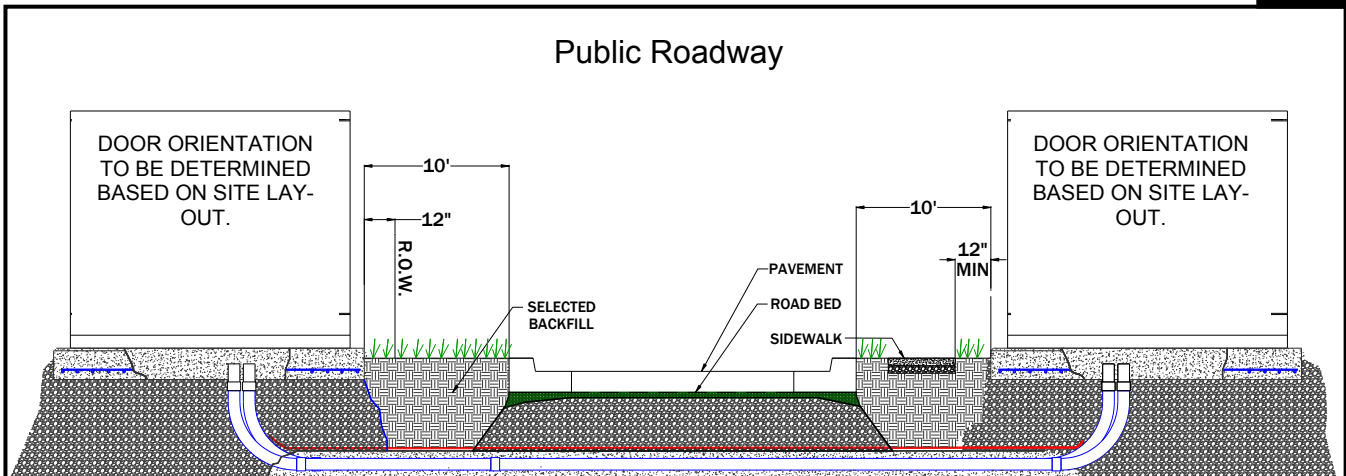 Public Roadway
DOOR ORIENTATION
TO BE DETERMINED
BASED ON SITE LAY-
OUT.
10'
12"
R.O.W.
SELECTED
BACKFILL
PAVEMENT
ROAD BED
SIDEWALK
10'
12"
MIN
DOOR ORIENTATION
TO BE DETERMINED
BASED ON SITE LAY-
OUT.